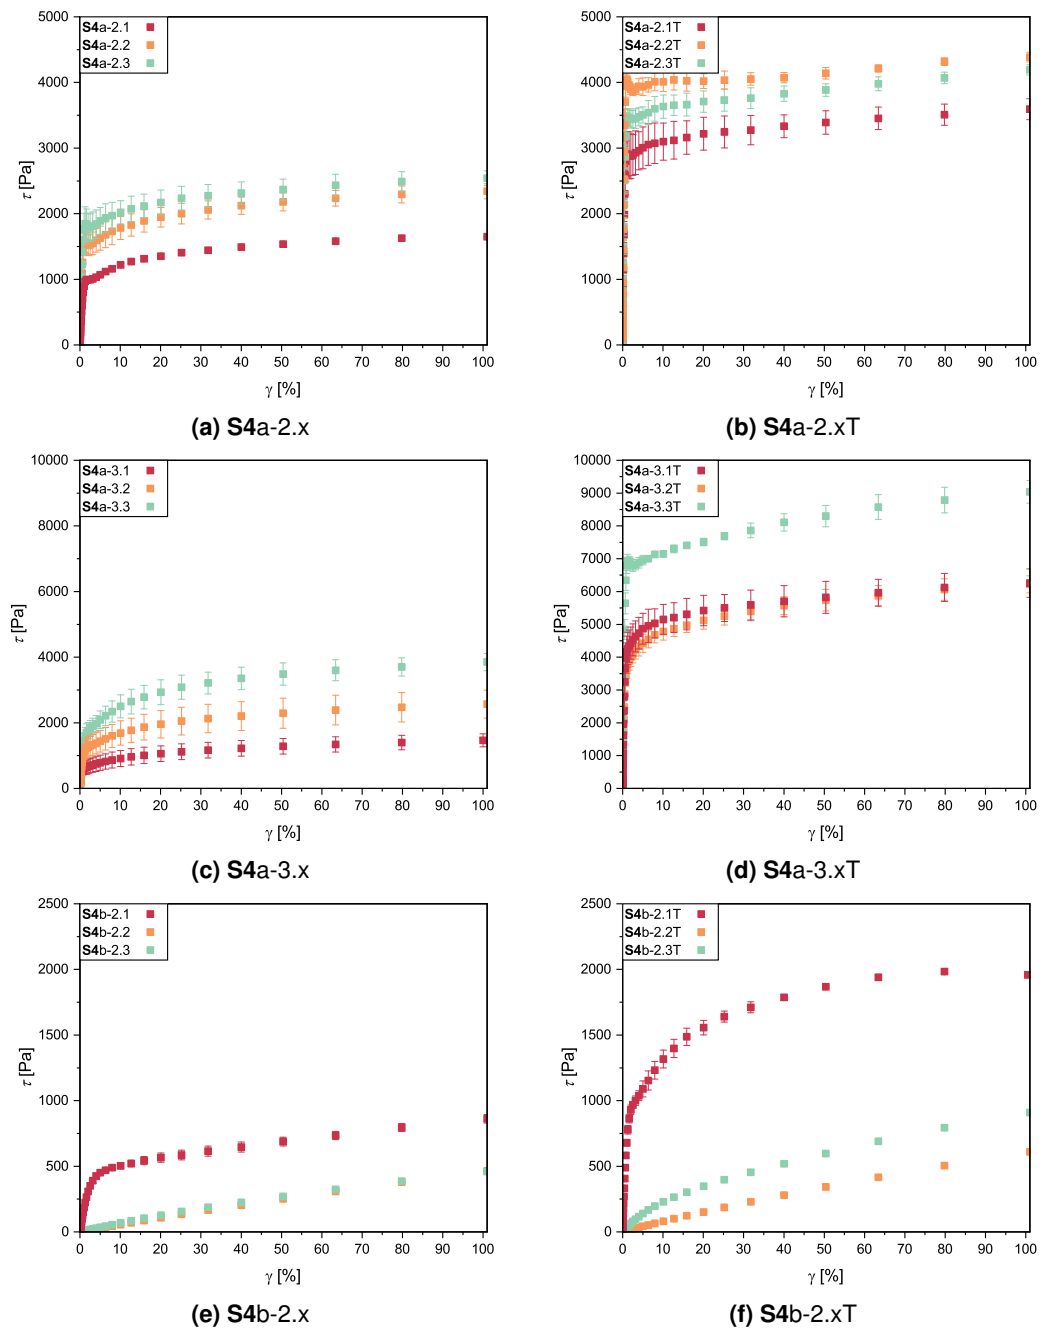 S4a-2.1
S4a-2.2
S4a-2.3
5000
4000
3000
2000
1000
0
τ [Pa]
0 10 20 30 40 50 60 70 80 90 100
γ [%]
(a) S4a-2.x
S4a-2.1T
S4a-2.2T
S4a-2.3T
5000
4000
3000
2000
1000
0
τ [Pa]
0 10 20 30 40 50 60 70 80 90 100
γ [%]
(b) S4a-2.xT
S4a-3.1
S4a-3.2
S4a-3.3
10000
8000
6000
4000
2000
0
τ [Pa]
0 10 20 30 40 50 60 70 80 90 100
γ [%]
(c) S4a-3.x
S4a-3.1T
S4a-3.2T
S4a-3.3T
10000
9000
8000
7000
6000
5000
4000
3000
2000
1000
0
τ [Pa]
0 10 20 30 40 50 60 70 80 90 100
γ [%]
(d) S4a-3.xT
S4b-2.1
S4b-2.2
S4b-2.3
2500
2000
1500
1000
500
0
τ [Pa]
0 10 20 30 40 50 60 70 80 90 100
γ [%]
(e) S4b-2.x
S4b-2.1T
S4b-2.2T
S4b-2.3T
2500
2000
1500
1000
500
0
τ [Pa]
0 10 20 30 40 50 60 70 80 90 100
γ [%]
(f) S4b-2.xT